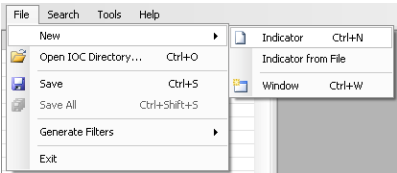 File Search Tools Help
New
Indicator Ctrl+N
Open IOC Directory... Ctrl+O
Indicator from File
Save Ctrl+S
Window Ctrl+W
Save All Ctrl+Shift+S
Generate Filters
Exit